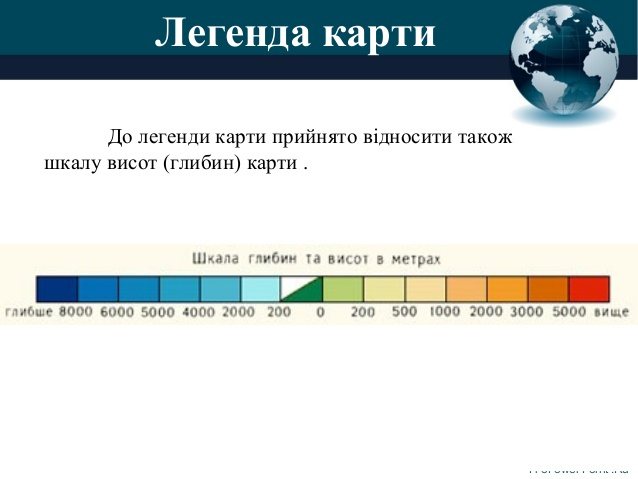 Легенда карти
До легенди карти прийнято відносити також
шкалу висот (глибин) карти .
Шкала глибин та висот в метрах
глибше 8000 6000 5000 4000 2000 200 0 200 500 1000 2000 3000 5000 вище